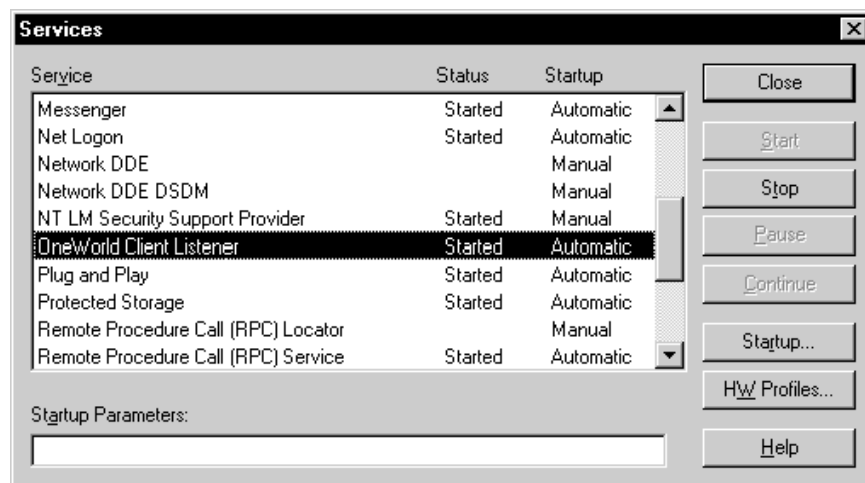 Services
Service Status Startup
Messenger Started Automatic
Net Logon Started Automatic
Network DDE Manual
Network DDE DSDM Manual
NT LM Security Support Provider Started Manual
OneWorld Client Listener Started Automatic
Plug and Play Started Automatic
Protected Storage Started Automatic
Remote Procedure Call (RPC) Locator Manual
Remote Procedure Call (RPC) Service Started Automatic
Startup Parameters:
Close
Start
Stop
Pause
Continue
Startup...
HW Profiles...
Help